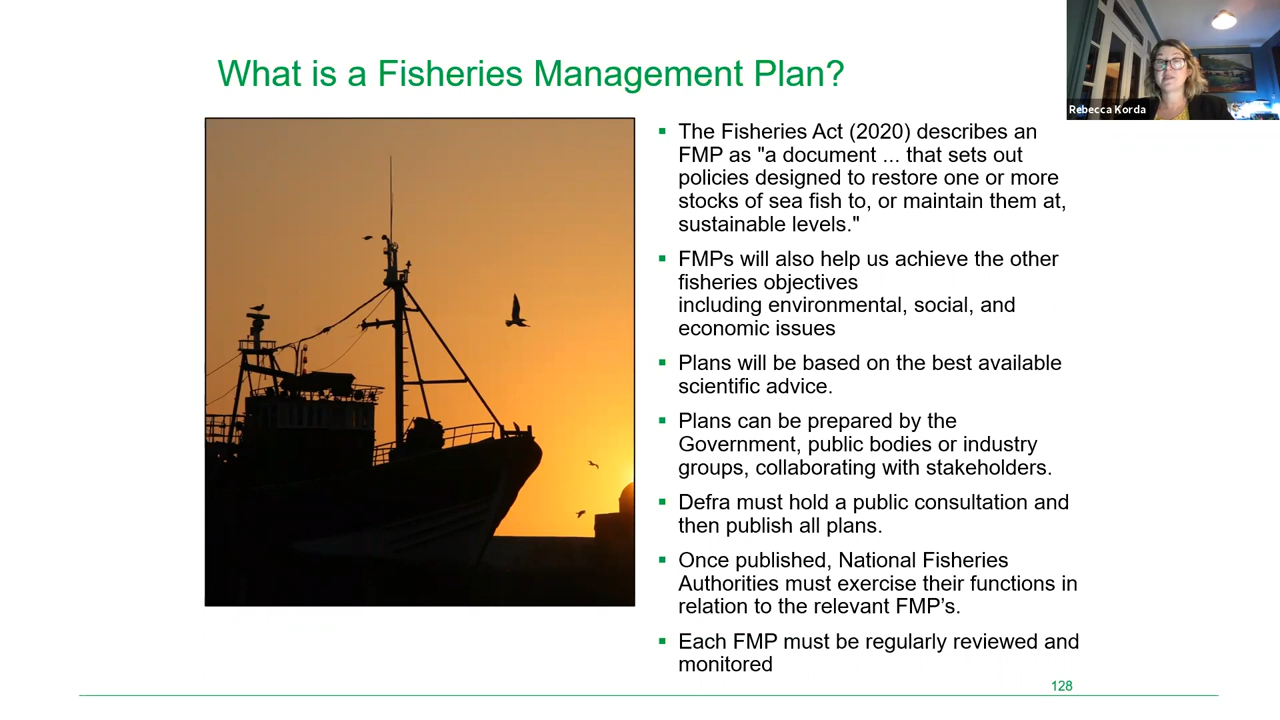 What is a Fisheries Management Plan?
Rebecca Korda
▪ The Fisheries Act (2020) describes an
FMP as "a document ... that sets out
policies designed to restore one or more
stocks of sea fish to, or maintain them at,
sustainable levels."
▪ FMPs will also help us achieve the other
fisheries objectives
including environmental, social, and
economic issues
▪ Plans will be based on the best available
scientific advice.
▪ Plans can be prepared by the
Government, public bodies or industry
groups, collaborating with stakeholders.
▪ Defra must hold a public consultation and
then publish all plans.
▪ Once published, National Fisheries
Authorities must exercise their functions in
relation to the relevant FMP’s.
▪ Each FMP must be regularly reviewed and
monitored
128